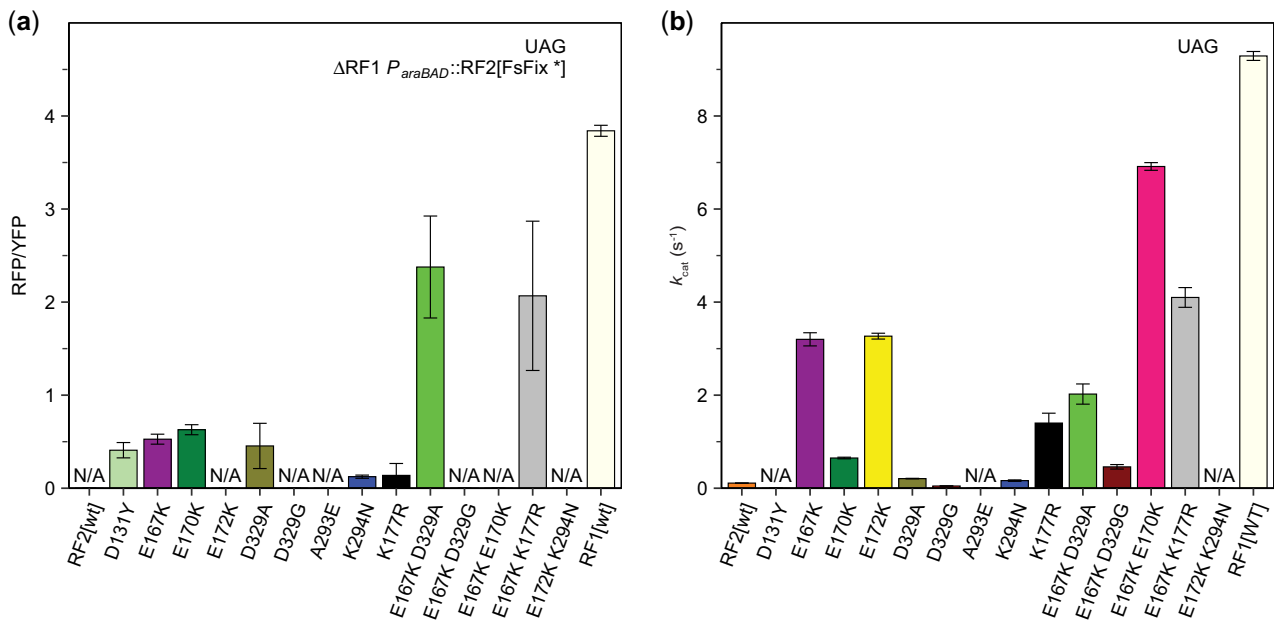 (a)
UAG
ΔRF1 ParaBAD::RF2[FsFix *]
RFP/YFP
4
3
2
1
0
N/A
N/A
N/A
N/A
N/A
N/A
N/A
RF2[wt]
D131Y
E167K
E170K
E172K
D329A
D329G
A293E
K294N
K177R
E167K D329A
E167K D329G
E167K E170K
E167K K177R
E172K K294N
RF1[wt]
(b)
UAG
kcat (s-1)
8
6
4
2
0
N/A
N/A
N/A
RF2[wt]
D131Y
E167K
E170K
E172K
D329A
D329G
A293E
K294N
K177R
E167K D329A
E167K D329G
E167K E170K
E167K K177R
E172K K294N
RF1[WT]